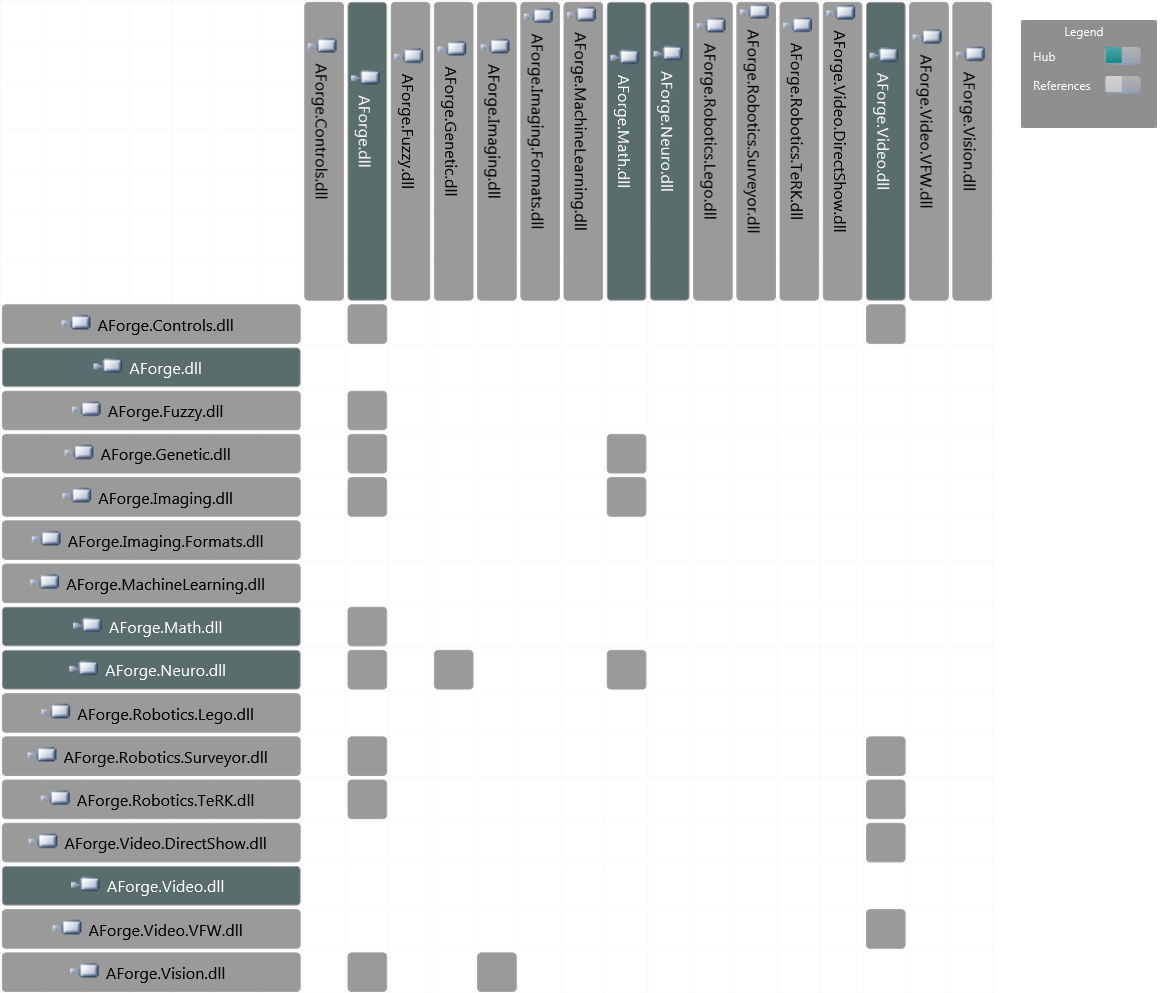 AForge.Controls.dll
AForge.dll
AForge.Fuzzy.dll
AForge.Genetic.dll
AForge.Imaging.dll
AForge.Imaging.Formats.dll
AForge.MachineLearning.dll
AForge.Math.dll
AForge.Neuro.dll
AForge.Robotics.Lego.dll
AForge.Robotics.Surveyor.dll
AForge.Robotics.TeRK.dll
AForge.Video.DirectShow.dll
AForge.Video.dll
AForge.Video.VFW.dll
AForge.Vision.dll
Legend
Hub
References
AForge.Controls.dll
AForge.dll
AForge.Fuzzy.dll
AForge.Genetic.dll
AForge.Imaging.dll
AForge.Imaging.Formats.dll
AForge.MachineLearning.dll
AForge.Math.dll
AForge.Neuro.dll
AForge.Robotics.Lego.dll
AForge.Robotics.Surveyor.dll
AForge.Robotics.TeRK.dll
AForge.Video.DirectShow.dll
AForge.Video.dll
AForge.Video.VFW.dll
AForge.Vision.dll